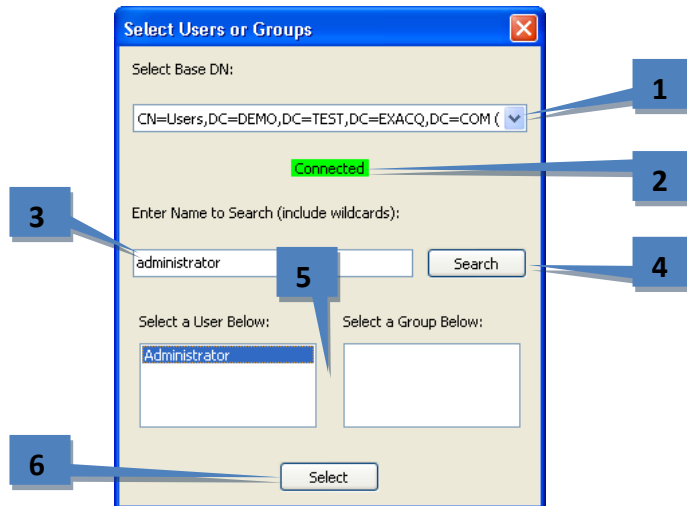 Select Users or Groups
Select Base DN:
1
CN=Users,DC=DEMO,DC=TEST,DC=EXACQ,DC=COM (
Connected
2
3
Enter Name to Search (include wildcards):
administrator
Search
4
5
Select a User Below:
Select a Group Below:
Administrator
6
Select